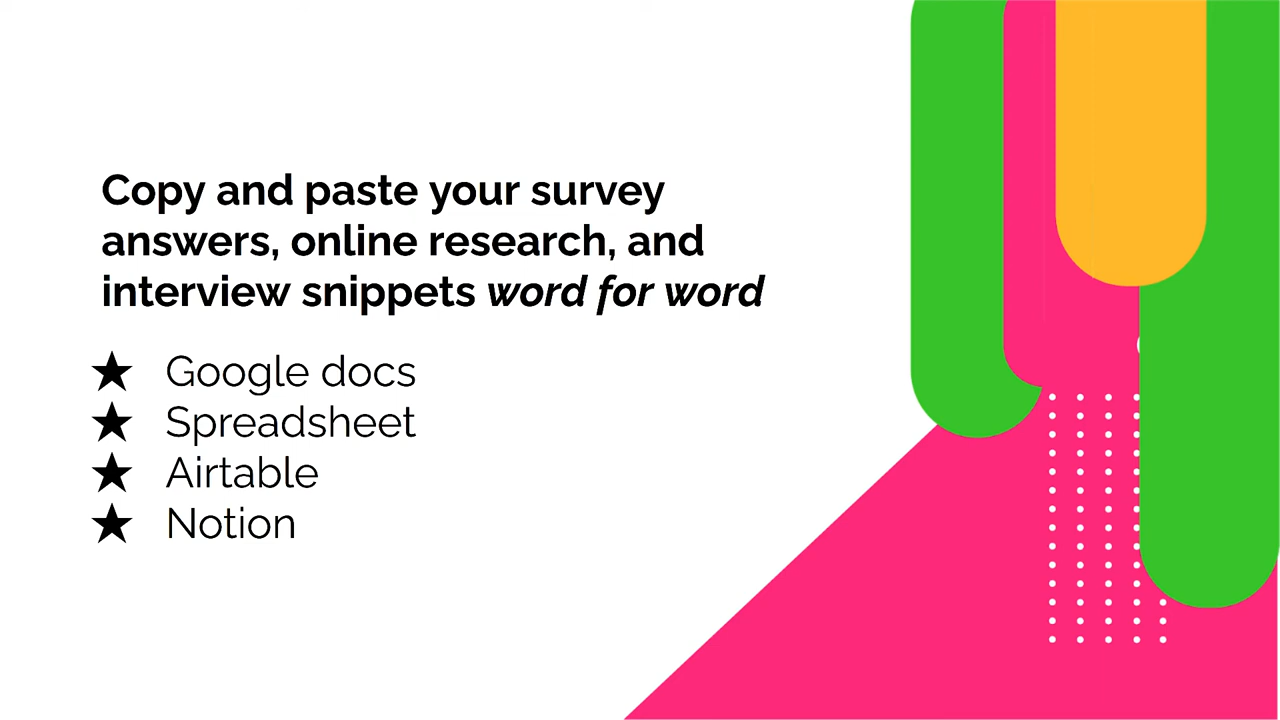 Copy and paste your survey
answers, online research, and
interview snippets word for word
★ Google docs
★ Spreadsheet
★ Airtable
★ Notion